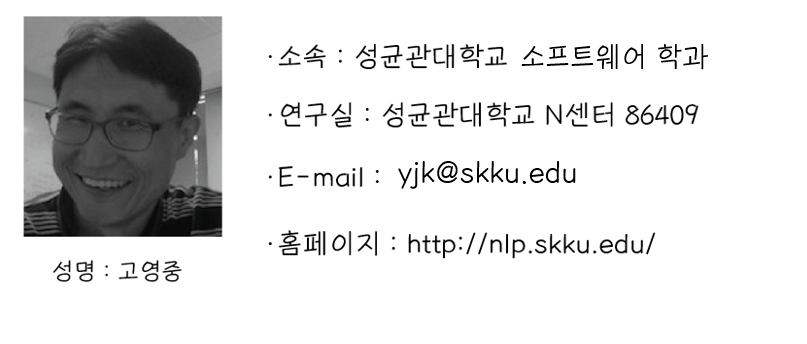 · 소속 : 성균관대학교 소프트웨어 학과
· 연구실 : 성균관대학교 N센터 86409
· E-mail : yjk@skku.edu
· 홈페이지 : http://nlp.skku.edu/
성명 : 고영중